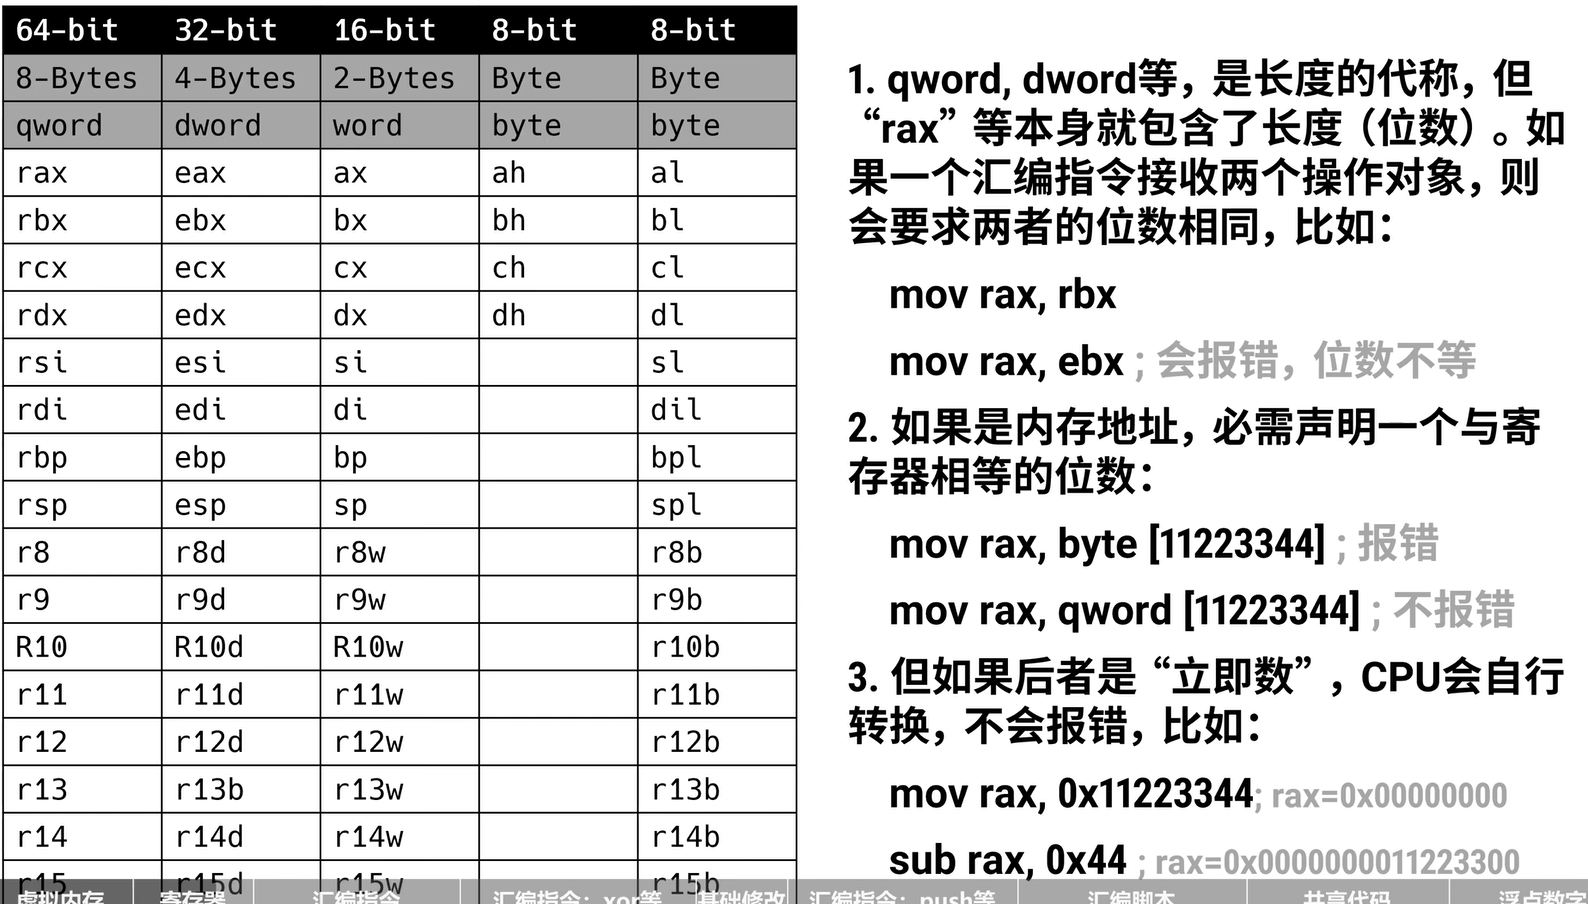 64-bit 32-bit 16-bit 8-bit 8-bit
8-Bytes 4-Bytes 2-Bytes Byte Byte
qword dword word byte byte
rax eax ax ah al
rbx ebx bx bh bl
rcx ecx cx ch cl
rdx edx dx dh dl
rsi esi si sl
rdi edi di dil
rbp ebp bp bpl
rsp esp sp spl
r8 r8d r8w r8b
r9 r9d r9w r9b
R10 R10d R10w r10b
r11 r11d r11w r11b
r12 r12d r12w r12b
r13 r13b r13w r13b
r14 r14d r14w r14b
r15 r15d r15w r15b
1. qword, dword等，是长度的代称，但
“rax”等本身就包含了长度（位数）。如
果一个汇编指令接收两个操作对象，则
会要求两者的位数相同，比如：
mov rax, rbx
mov rax, ebx ; 会报错，位数不等
2. 如果是内存地址，必需声明一个与寄
存器相等的位数：
mov rax, byte [11223344] ; 报错
mov rax, qword [11223344] ; 不报错
3. 但如果后者是“立即数”，CPU会自行
转换，不会报错，比如：
mov rax, 0x11223344; rax=0x00000000
sub rax, 0x44 ; rax=0x0000000011223300
虚拟内存 寄存器 汇编指令 汇编指令：xor等 基础修改 汇编指令：push等 汇编脚本 共享代码 浮点数字